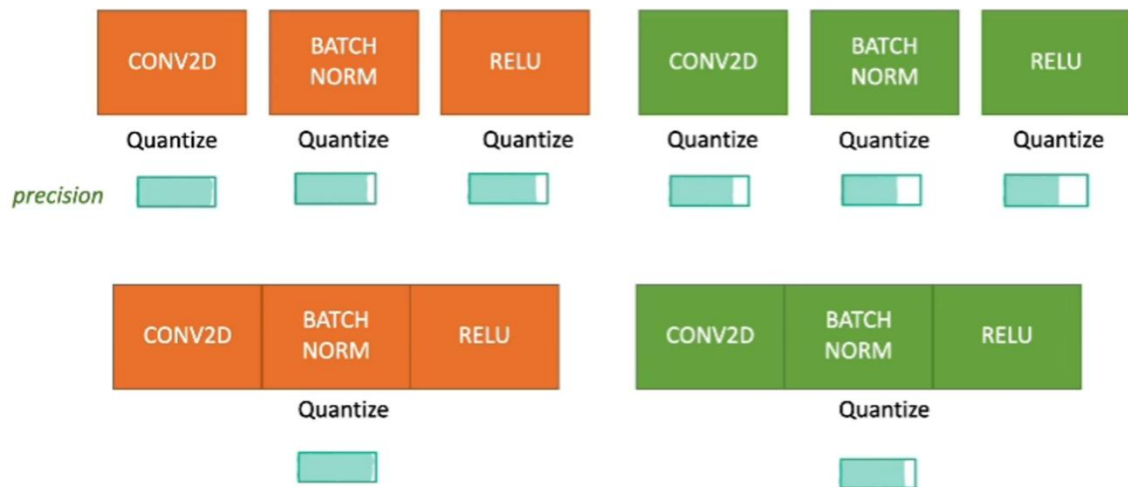 CONV2D
BATCH
NORM
RELU
CONV2D
BATCH
NORM
RELU
Quantize
Quantize
Quantize
Quantize
Quantize
Quantize
precision
CONV2D
BATCH
NORM
RELU
CONV2D
BATCH
NORM
RELU
Quantize
Quantize